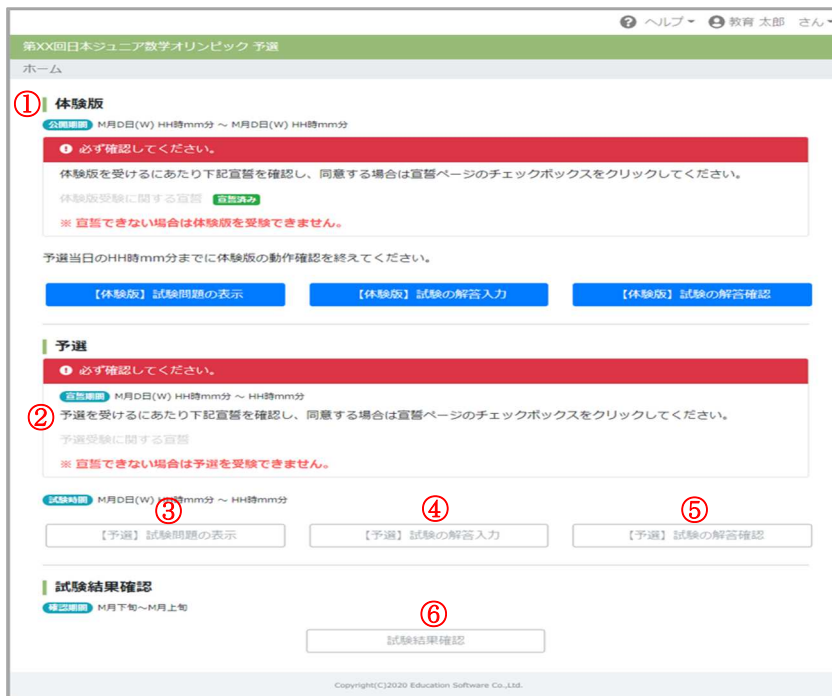 ヘルプ 教育 太郎 さん
第XX回日本ジュニア数学オリンピック 予選
ホーム
① 体験版
公開期間 M月D日(W) HH時mm分 ～ M月D日(W) HH時mm分
必ず確認してください。
体験版を受けるにあたり下記宣誓を確認し、同意する場合は宣誓ページのチェックボックスをクリックしてください。
体験版受験に関する宣誓 宣誓済み
※ 宣誓できない場合は体験版を受験できません。
予選当日のHH時mm分までに体験版の動作確認を終えてください。
【体験版】試験問題の表示 【体験版】試験の解答入力 【体験版】試験の解答確認
予選
必ず確認してください。
宣誓期間 M月D日(W) HH時mm分 ～ HH時mm分
② 予選を受けるにあたり下記宣誓を確認し、同意する場合は宣誓ページのチェックボックスをクリックしてください。
予選受験に関する宣誓
※ 宣誓できない場合は予選を受験できません。
試験時間 M月D日(W) HH時mm分 ～ HH時mm分
③ ④ ⑤
【予選】試験問題の表示 【予選】試験の解答入力 【予選】試験の解答確認
試験結果確認
確認期間 M月下旬～M月上旬
⑥
試験結果確認
Copyright(C)2020 Education Software Co.,Ltd.